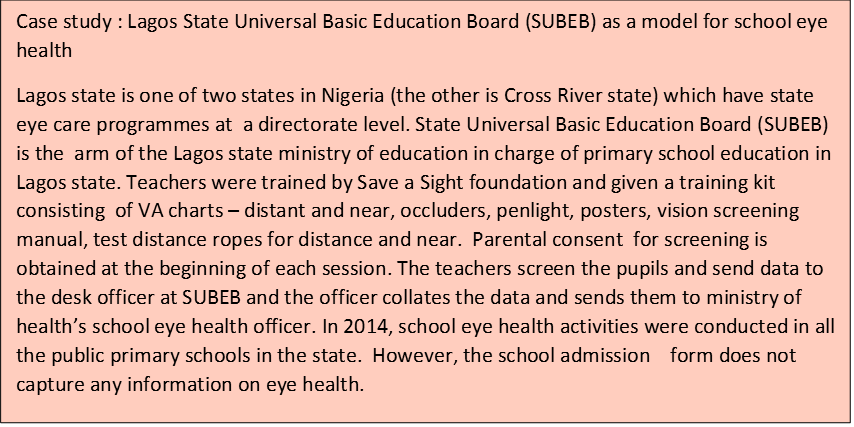 Case study : Lagos State Universal Basic Education Board (SUBEB) as a model for school eye
health
Lagos state is one of two states in Nigeria (the other is Cross River state) which have state
eye care programmes at  a directorate level. State Universal Basic Education Board (SUBEB)
is the  arm of the Lagos state ministry of education in charge of primary school education in
Lagos state. Teachers were trained by Save a Sight foundation and given a training kit
consisting  of VA charts – distant and near, occluders, penlight, posters, vision screening
manual, test distance ropes for distance and near.  Parental consent  for screening is
obtained at the beginning of each session. The teachers screen the pupils and send data to
the desk officer at SUBEB and the officer collates the data and sends them to ministry of
health’s school eye health officer. In 2014, school eye health activities were conducted in all
the public primary schools in the state.  However, the school admission    form does not
capture any information on eye health.